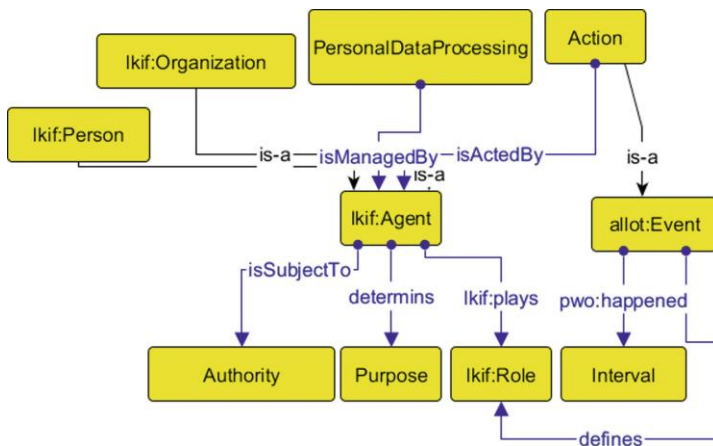 PersonalDataProcessing
Action
lkif:Organization
lkif:Person
is-a
isManagedBy
isActedBy
is-a
is-a
lkif:Agent
allot:Event
isSubjectTo
determins
lkif:plays
pwo:happened
Authority
Purpose
lkif:Role
Interval
defines